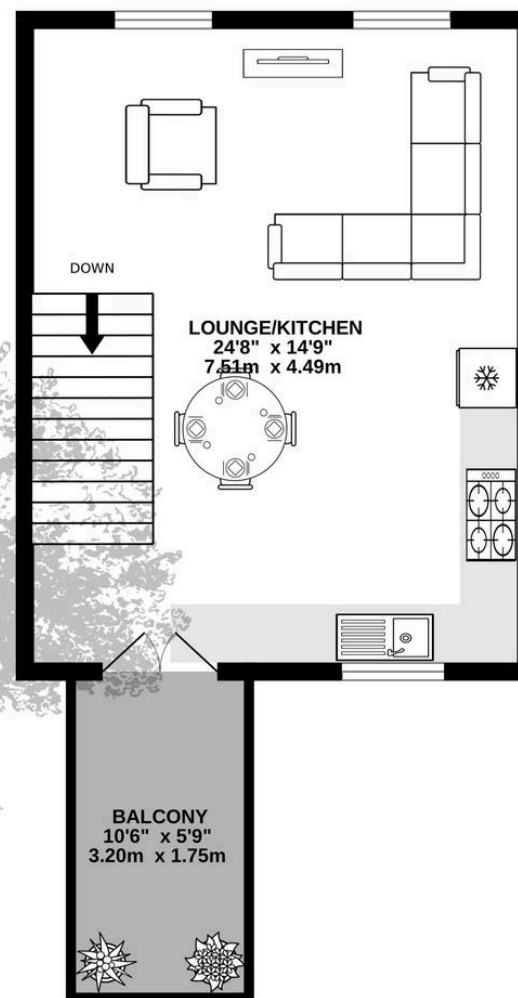 DOWN
LOUNGE/KITCHEN
24'8" x 14'9"
7.51m x 4.49m
BALCONY
10'6" x 5'9"
3.20m x 1.75m